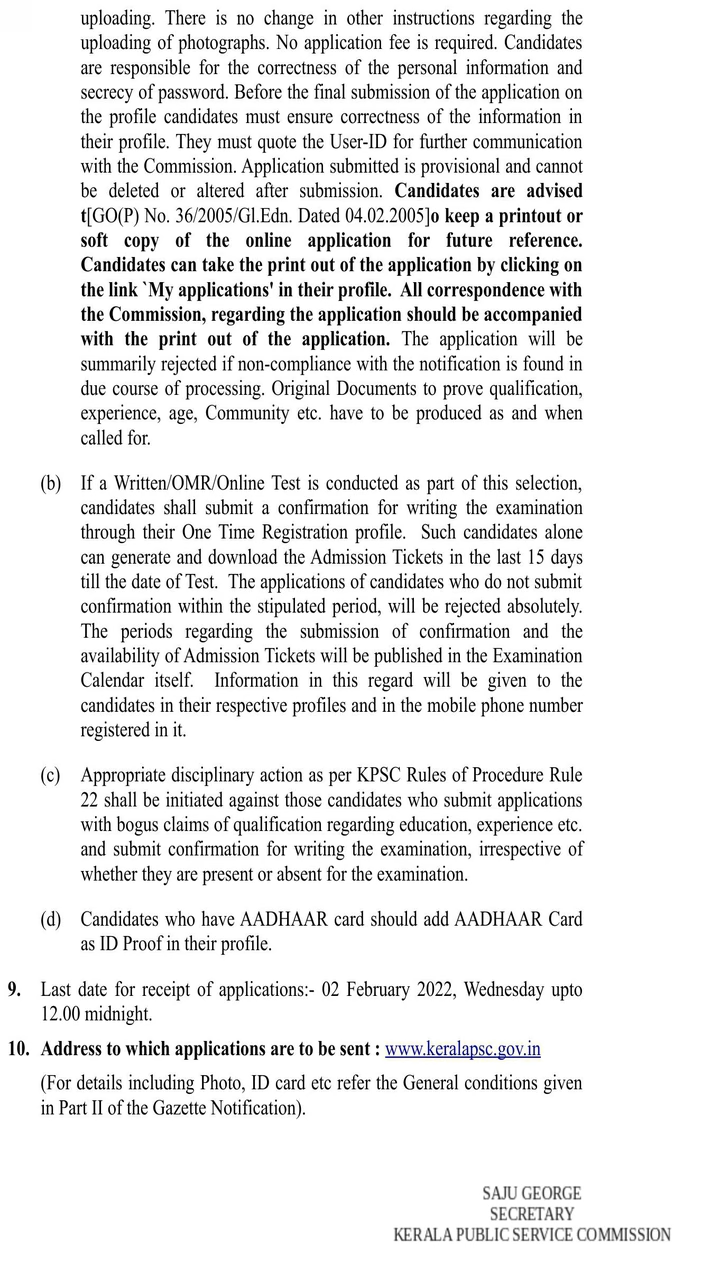 uploading. There is no change in other instructions regarding the
uploading of photographs. No application fee is required. Candidates
are responsible for the correctness of the personal information and
secrecy of password. Before the final submission of the application on
the profile candidates must ensure correctness of the information in
their profile. They must quote the User-ID for further communication
with the Commission. Application submitted is provisional and cannot
be deleted or altered after submission. Candidates are advised
t[GO(P) No. 36/2005/Gl.Edn. Dated 04.02.2005]o keep a printout or
soft copy of the online application for future reference.
Candidates can take the print out of the application by clicking on
the link `My applications' in their profile. All correspondence with
the Commission, regarding the application should be accompanied
with the print out of the application. The application will be
summarily rejected if non-compliance with the notification is found in
due course of processing. Original Documents to prove qualification,
experience, age, Community etc. have to be produced as and when
called for.
(b) If a Written/OMR/Online Test is conducted as part of this selection,
candidates shall submit a confirmation for writing the examination
through their One Time Registration profile. Such candidates alone
can generate and download the Admission Tickets in the last 15 days
till the date of Test. The applications of candidates who do not submit
confirmation within the stipulated period, will be rejected absolutely.
The periods regarding the submission of confirmation and the
availability of Admission Tickets will be published in the Examination
Calendar itself. Information in this regard will be given to the
candidates in their respective profiles and in the mobile phone number
registered in it.
(c) Appropriate disciplinary action as per KPSC Rules of Procedure Rule
22 shall be initiated against those candidates who submit applications
with bogus claims of qualification regarding education, experience etc.
and submit confirmation for writing the examination, irrespective of
whether they are present or absent for the examination.
(d) Candidates who have AADHAAR card should add AADHAAR Card
as ID Proof in their profile.
9. Last date for receipt of applications:- 02 February 2022, Wednesday upto
12.00 midnight.
10. Address to which applications are to be sent : www.keralapsc.gov.in
(For details including Photo, ID card etc refer the General conditions given
in Part II of the Gazette Notification).
SAJU GEORGE
SECRETARY
KERALA PUBLIC SERVICE COMMISSION